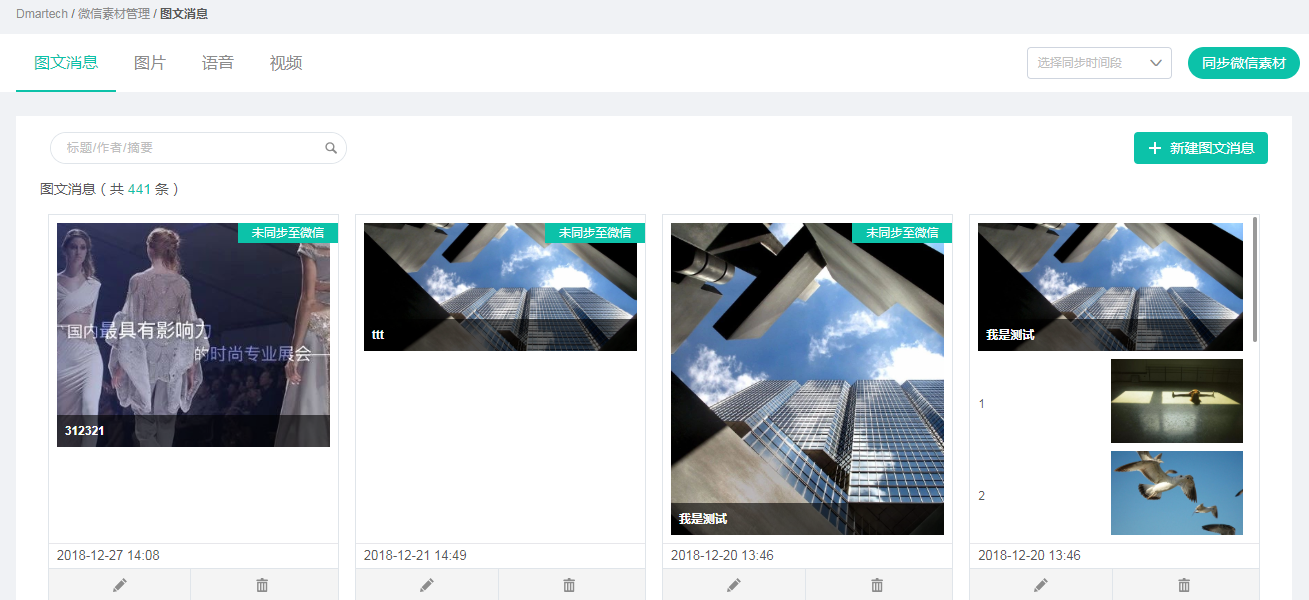 Dmartech / 微信素材管理 / 图文消息
图文消息 图片 语音 视频 选择同步时间段 同步微信素材
标题/作者/摘要 新建图文消息
图文消息 ( 共 441 条 )
未同步至微信 未同步至微信 未同步至微信
国内最具有影响力
的时尚专业展会
312321
ttt
我是测试
我是测试
1
2
2018-12-27 14:08 2018-12-21 14:49 2018-12-20 13:46 2018-12-20 13:46